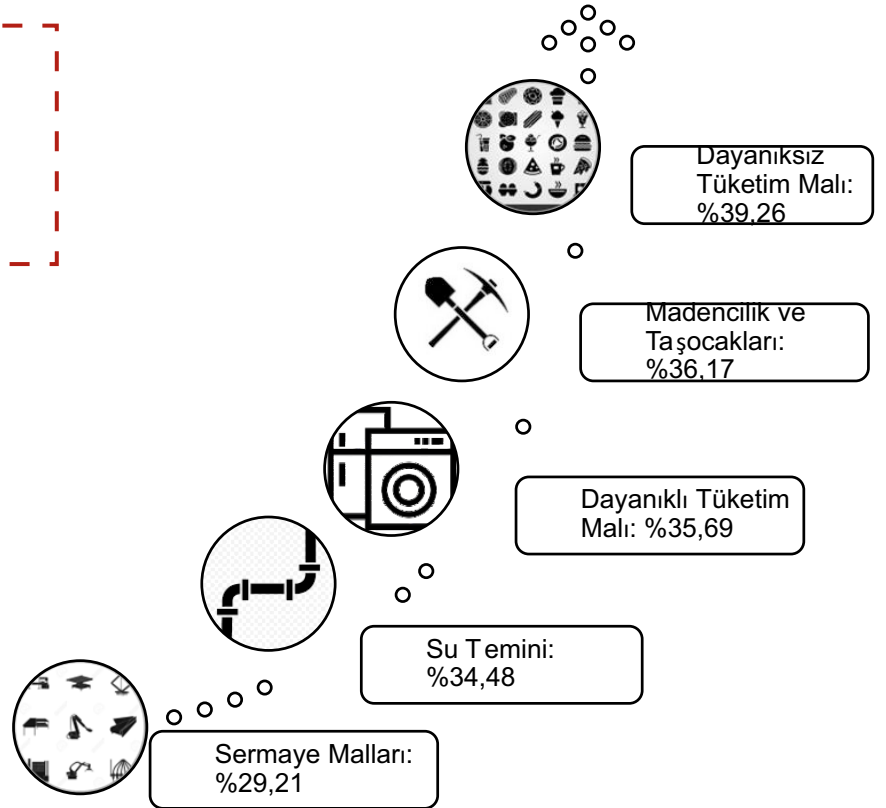 Dayanıksız
Tüketim Malı:
%39,26
Madencilik ve
Taşocakları:
%36,17
Dayanıklı Tüketim
Malı: %35,69
Su Temini:
%34,48
Sermaye Malları:
%29,21